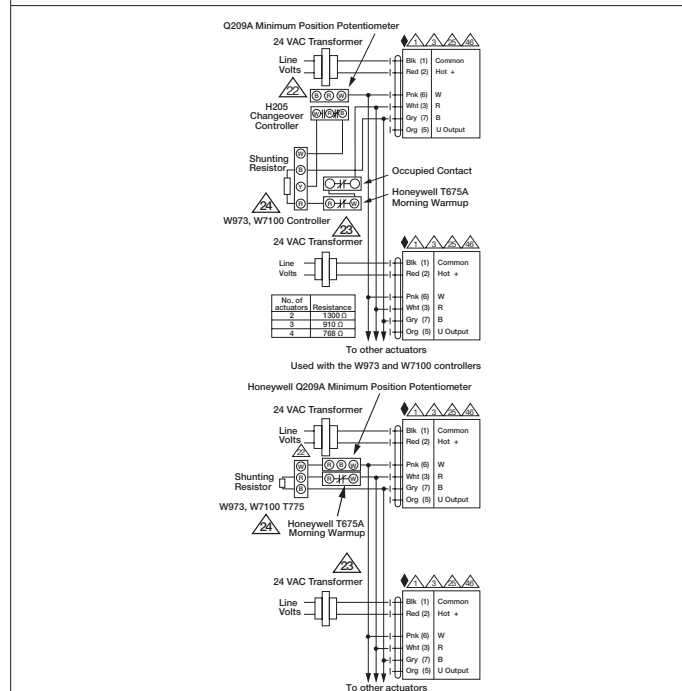 Q209A Minimum Position Potentiometer
24 VAC Transformer
1 3 25 46
Line
Volts
Blk (1) Common
Red (2) Hot +
22
B R W
Pnk (6) W
H205
Changeover
Controller
W R B
Wht (3) R
Gry (7) B
Org (5) U Output
Shunting
Resistor
W
B
Y
R
Occupied Contact
R W
Honeywell T675A
Morning Warmup
24
23
W973, W7100 Controller
24 VAC Transformer
1 3 25 46
Line
Volts
Blk (1) Common
Red (2) Hot +
Pnk (6) W
Wht (3) R
Gry (7) B
Org (5) U Output
No. of actuators Resistance
2 1300 Ω
3 910 Ω
4 768 Ω
To other actuators
Used with the W973 and W7100 controllers
Honeywell Q209A Minimum Position Potentiometer
24 VAC Transformer
1 3 25 46
Line
Volts
Blk (1) Common
Red (2) Hot +
22
W
R
B
R B W
R W
Pnk (6) W
Wht (3) R
Gry (7) B
Org (5) U Output
Shunting
Resistor
W973, W7100 T775
24
Honeywell T675A
Morning Warmup
23
24 VAC Transformer
1 3 25 46
Line
Volts
Blk (1) Common
Red (2) Hot +
Pnk (6) W
Wht (3) R
Gry (7) B
Org (5) U Output
To other actuators